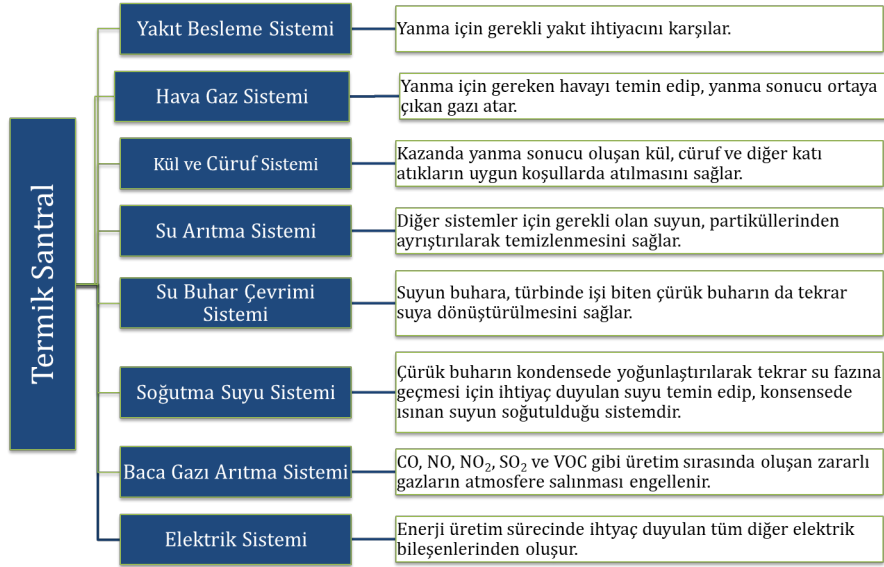 Termik Santral
Yakıt Besleme Sistemi
Yanma için gerekli yakıt ihtiyacını karşılar.
Hava Gaz Sistemi
Yanma için gereken havayı temin edip, yanma sonucu ortaya
çıkan gazı atar.
Kül ve Cüruf Sistemi
Kazanda yanma sonucu oluşan kül, cüruf ve diğer katı
atıkların uygun koşullarda atılmasını sağlar.
Su Arıtma Sistemi
Diğer sistemler için gerekli olan suyun, partiküllerinden
ayrıştırılarak temizlenmesini sağlar.
Su Buhar Çevrimi
Sistemi
Suyun buhara, türbinde işi biten çürük buharın da tekrar
suya dönüştürülmesini sağlar.
Soğutma Suyu Sistemi
Çürük buharın kondensede yoğunlaştırılarak tekrar su fazına
geçmesi için ihtiyaç duyulan suyu temin edip, konsensede
ısınan suyun soğutulduğu sistemdir.
Baca Gazı Arıtma Sistemi
CO, NO, NO₂, SO₂ ve VOC gibi üretim sırasında oluşan zararlı
gazların atmosfere salınması engellenir.
Elektrik Sistemi
Enerji üretim sürecinde ihtyaç duyulan tüm diğer elektrik
bileşenlerinden oluşur.